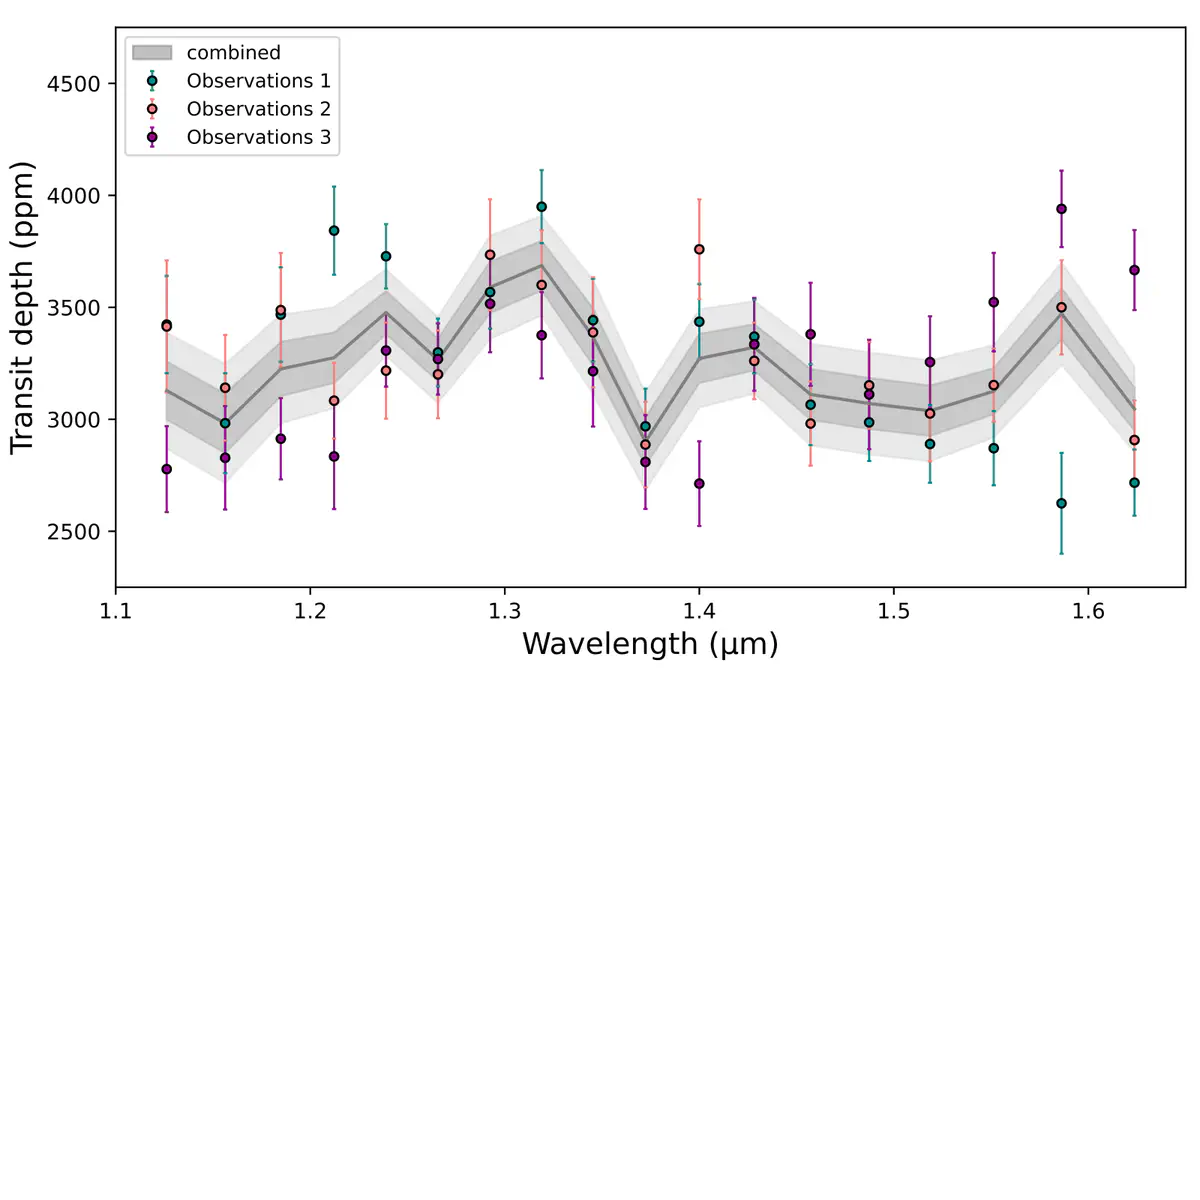 combined
Observations 1
Observations 2
Observations 3
4500
4000
3500
3000
2500
Transit depth (ppm)
1.1 1.2 1.3 1.4 1.5 1.6
Wavelength (μm)